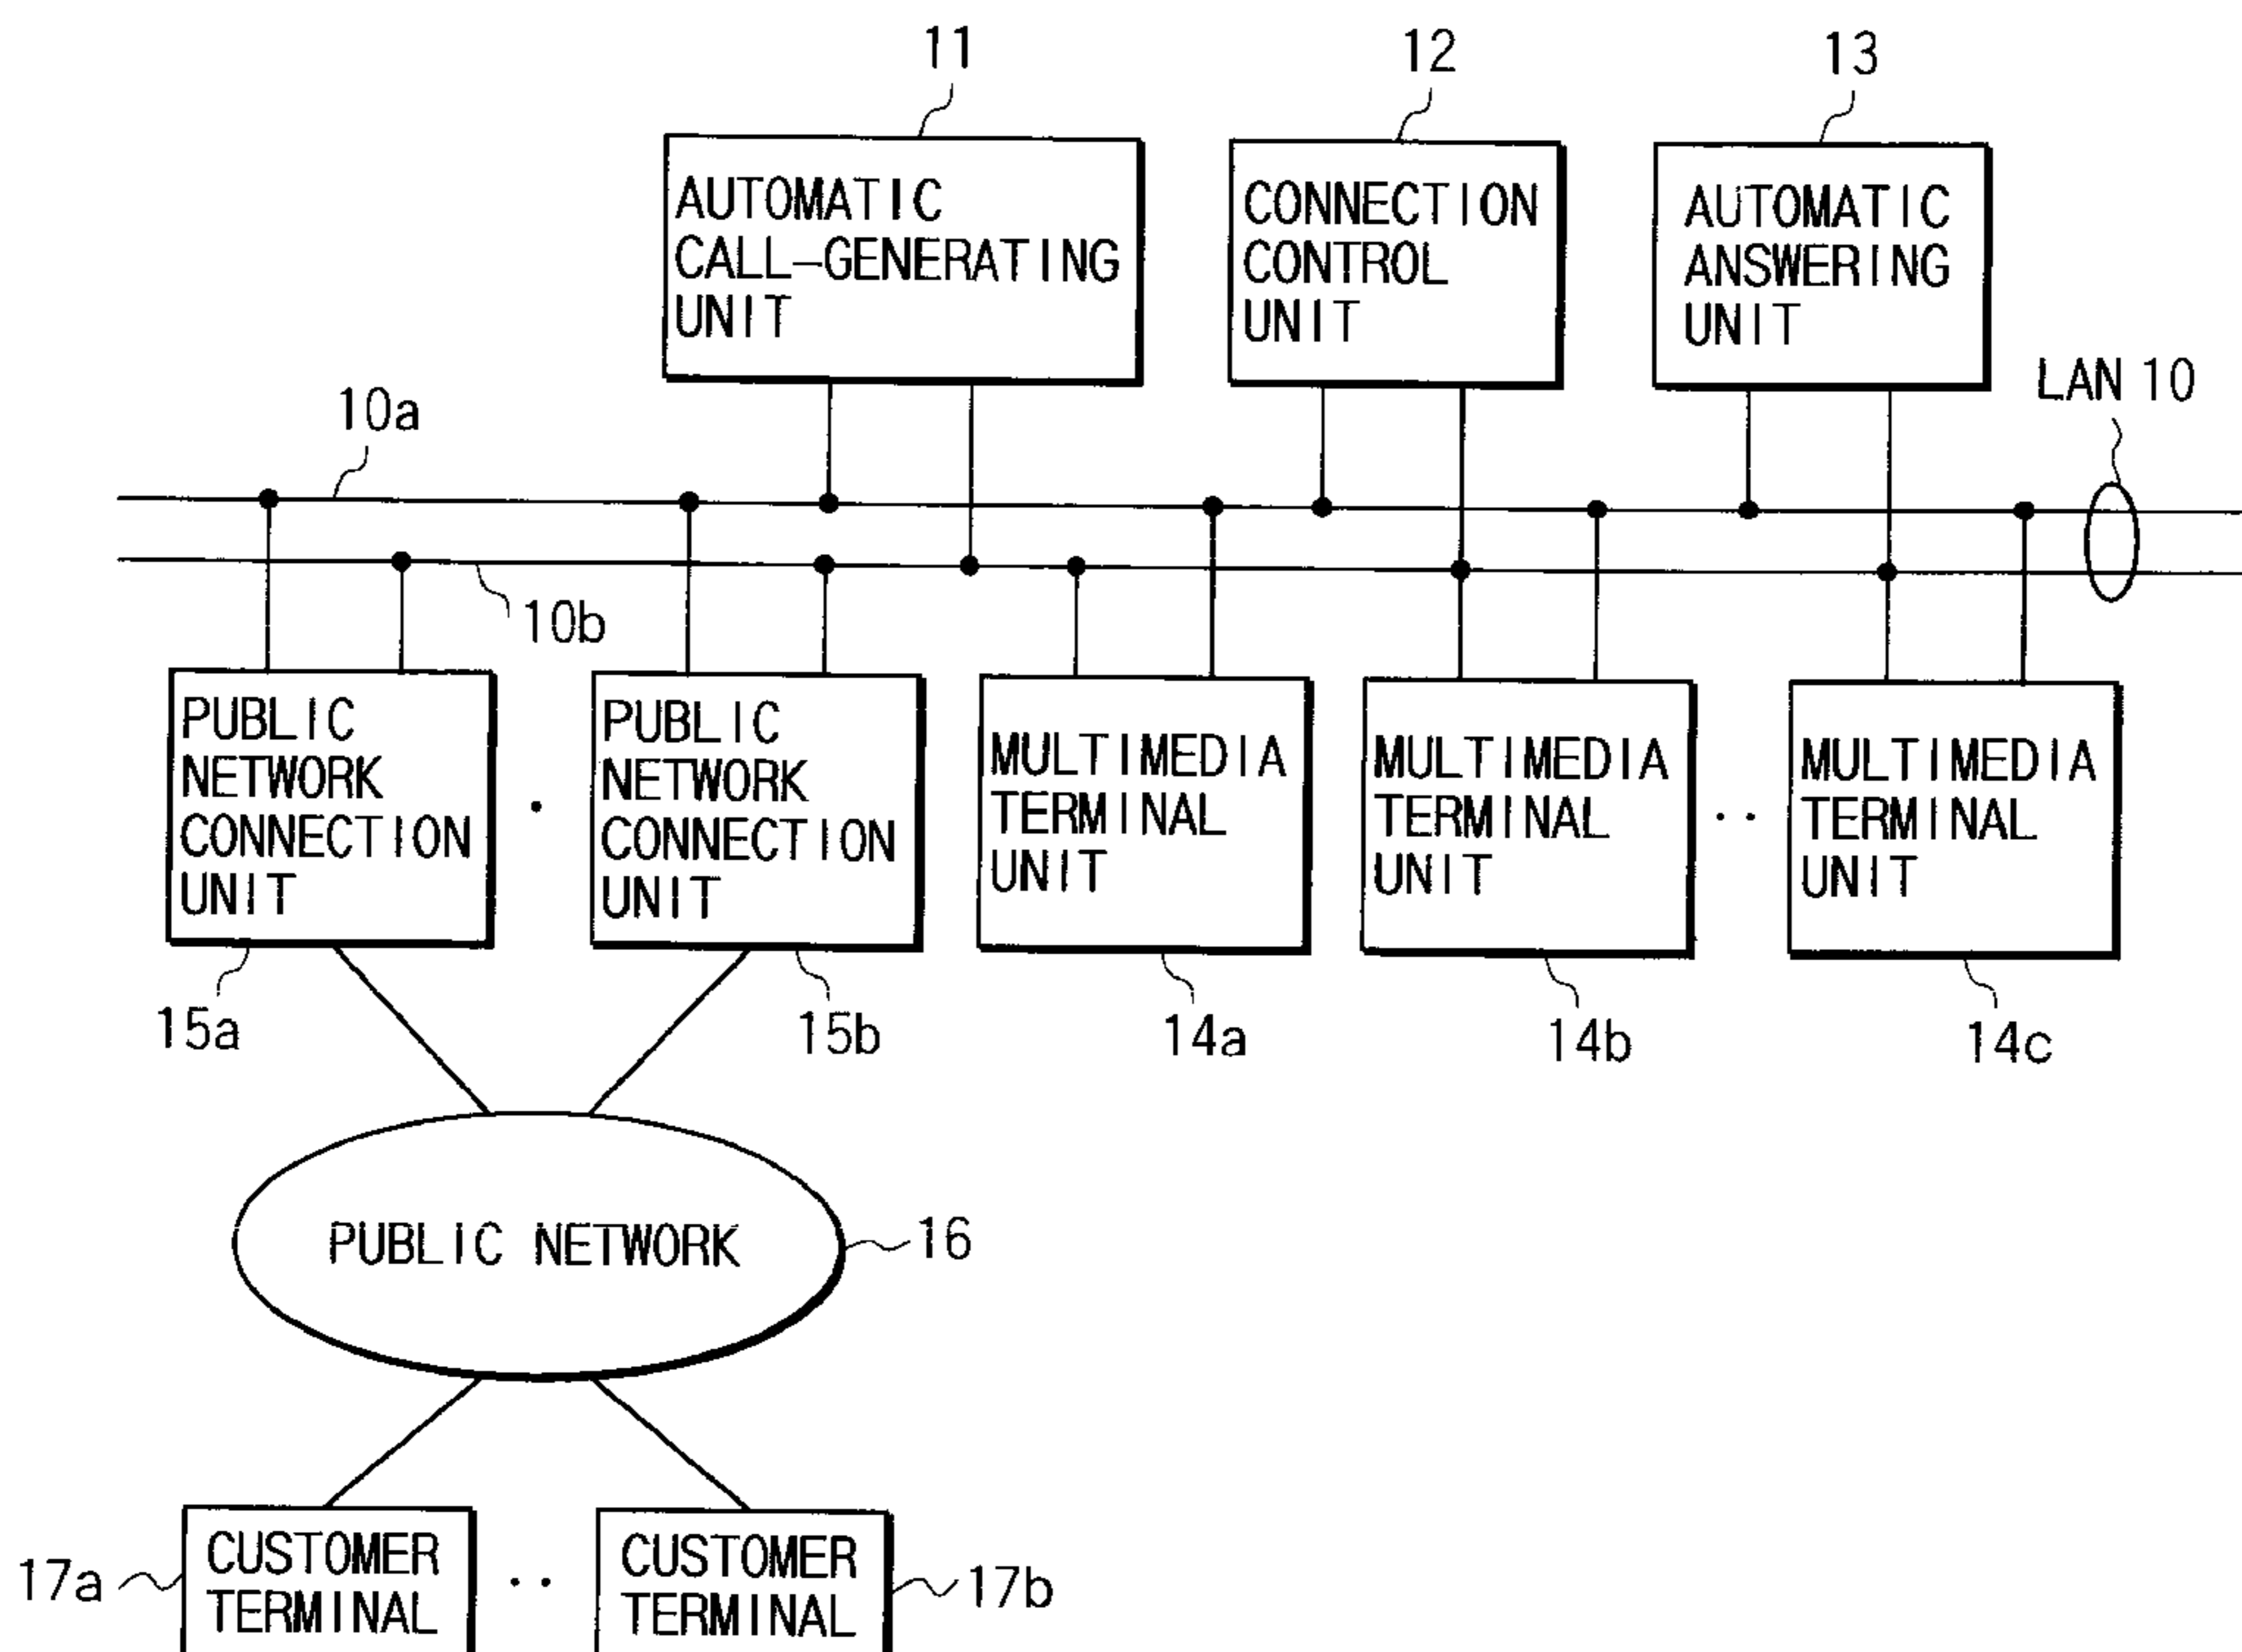 11
12
13
AUTOMATIC
CALL-GENERATING
UNIT
CONNECTION
CONTROL
UNIT
AUTOMATIC
ANSWERING
UNIT
LAN 10
10a
10b
PUBLIC
NETWORK
CONNECTION
UNIT
PUBLIC
NETWORK
CONNECTION
UNIT
MULTIMEDIA
TERMINAL
UNIT
MULTIMEDIA
TERMINAL
UNIT
MULTIMEDIA
TERMINAL
UNIT
15a
15b
14a
14b
14c
PUBLIC NETWORK
16
17a
CUSTOMER
TERMINAL
CUSTOMER
TERMINAL
17b